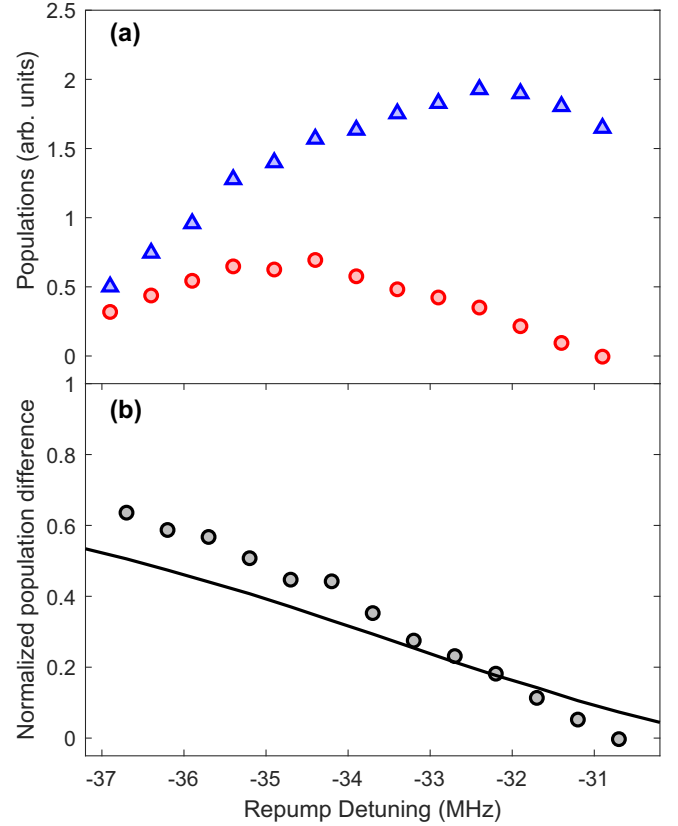 (a)
Populations (arb. units)
2.5
2
1.5
1
0.5
0
(b)
Normalized population difference
1
0.8
0.6
0.4
0.2
0
-37 -36 -35 -34 -33 -32 -31
Repump Detuning (MHz)